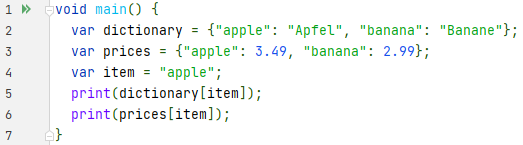 1 void main() {
2 var dictionary = {"apple": "Apfel", "banana": "Banane"};
3 var prices = {"apple": 3.49, "banana": 2.99};
4 var item = "apple";
5 print(dictionary[item]);
6 print(prices[item]);
7 }